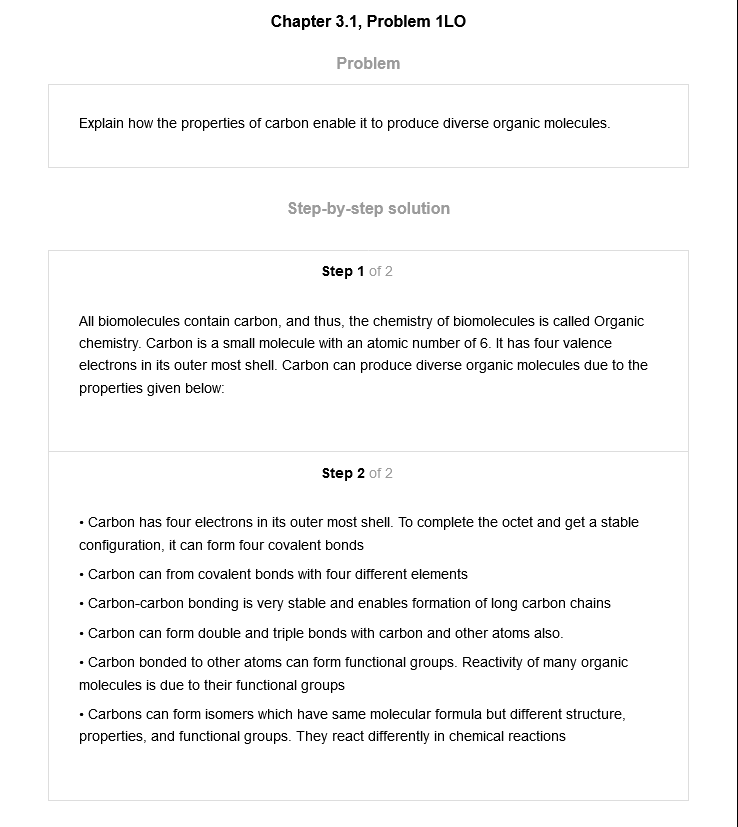 Chapter 3.1, Problem 1LO
Problem
Explain how the properties of carbon enable it to produce diverse organic molecules.
Step-by-step solution
Step 1 of 2
All biomolecules contain carbon, and thus, the chemistry of biomolecules is called Organic
chemistry. Carbon is a small molecule with an atomic number of 6. It has four valence
electrons in its outer most shell. Carbon can produce diverse organic molecules due to the
properties given below:
Step 2 of 2
• Carbon has four electrons in its outer most shell. To complete the octet and get a stable
configuration, it can form four covalent bonds
• Carbon can from covalent bonds with four different elements
• Carbon-carbon bonding is very stable and enables formation of long carbon chains
• Carbon can form double and triple bonds with carbon and other atoms also.
• Carbon bonded to other atoms can form functional groups. Reactivity of many organic
molecules is due to their functional groups
• Carbons can form isomers which have same molecular formula but different structure,
properties, and functional groups. They react differently in chemical reactions